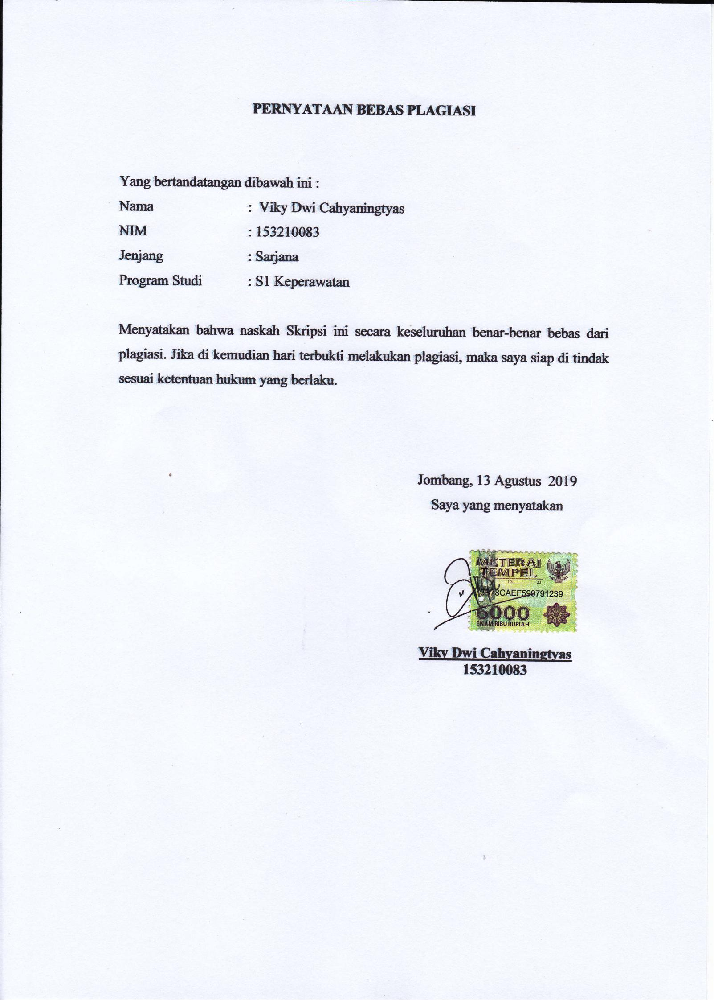 PERNYATAAN BEBAS PLAGIASI
Yang bertandatangan dibawah ini :
Nama : Viky Dwi Cahyaningtyas
NIM : 153210083
Jenjang : Sarjana
Program Studi : S1 Keperawatan
Menyatakan bahwa naskah Skripsi ini secara keseluruhan benar-benar bebas dari
plagiasi. Jika di kemudian hari terbukti melakukan plagiasi, maka saya siap di tindak
sesuai ketentuan hukum yang berlaku.
Jombang, 13 Agustus 2019
Saya yang menyatakan
METERAI
TEMPEL
TGL. 20
6000
ENAM RIBU RUPIAH
Viky Dwi Cahyaningtyas
153210083